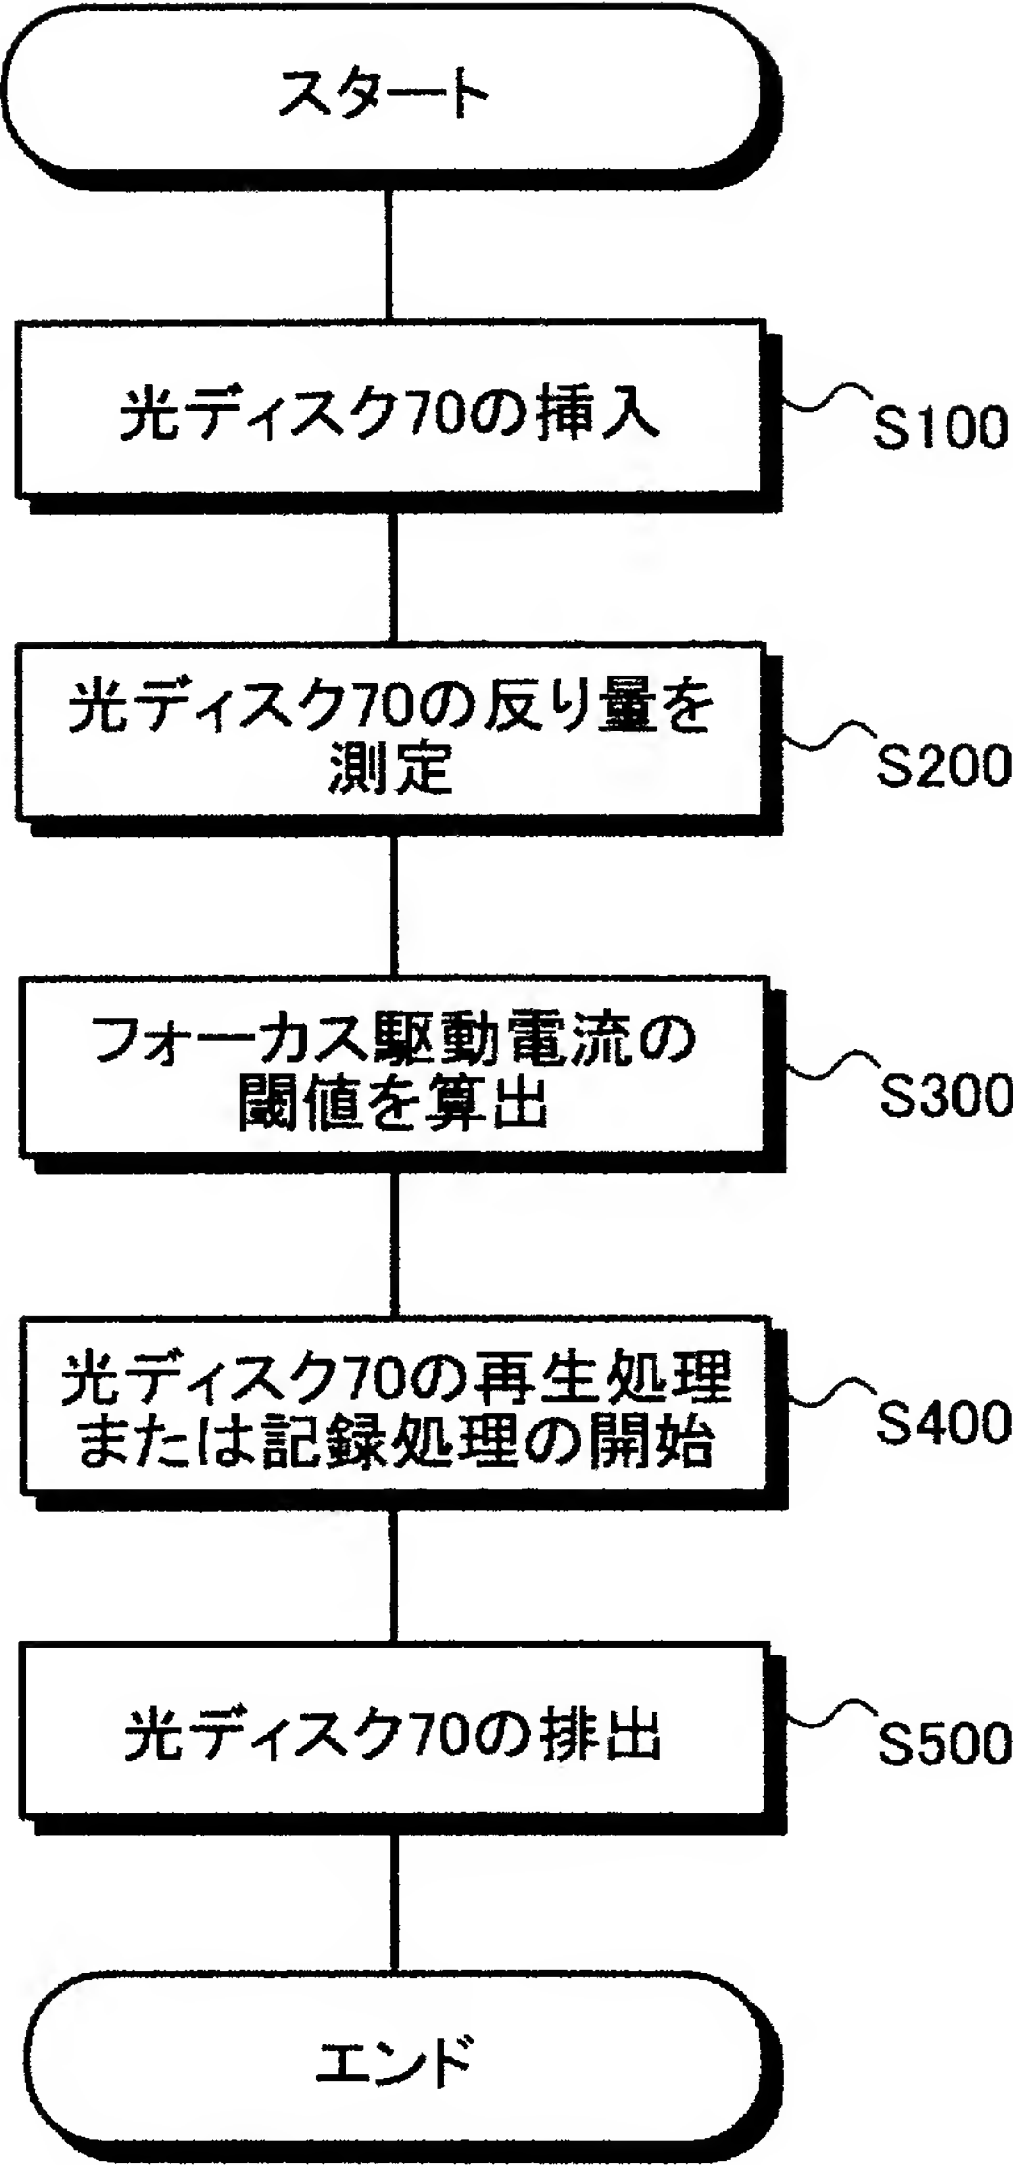 スタート
光ディスク70の挿入
S100
光ディスク70の反り量を
測定
S200
フォーカス駆動電流の
閾値を算出
S300
光ディスク70の再生処理
または記録処理の開始
S400
光ディスク70の排出
S500
エンド